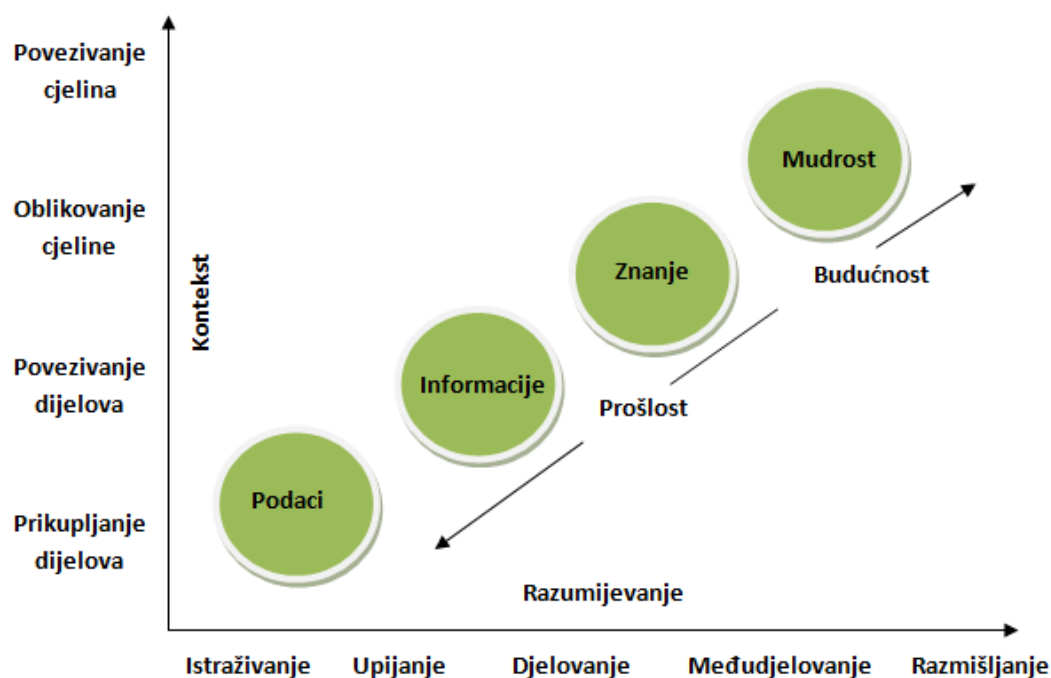 Povezivanje
cjelina
Mudrost
Oblikovanje
cjeline
Znanje
Budućnost
Kontekst
Povezivanje
dijelova
Informacije
Prošlost
Podaci
Prikupljanje
dijelova
Razumijevanje
Istraživanje Upijanje Djelovanje Međudjelovanje Razmišljanje